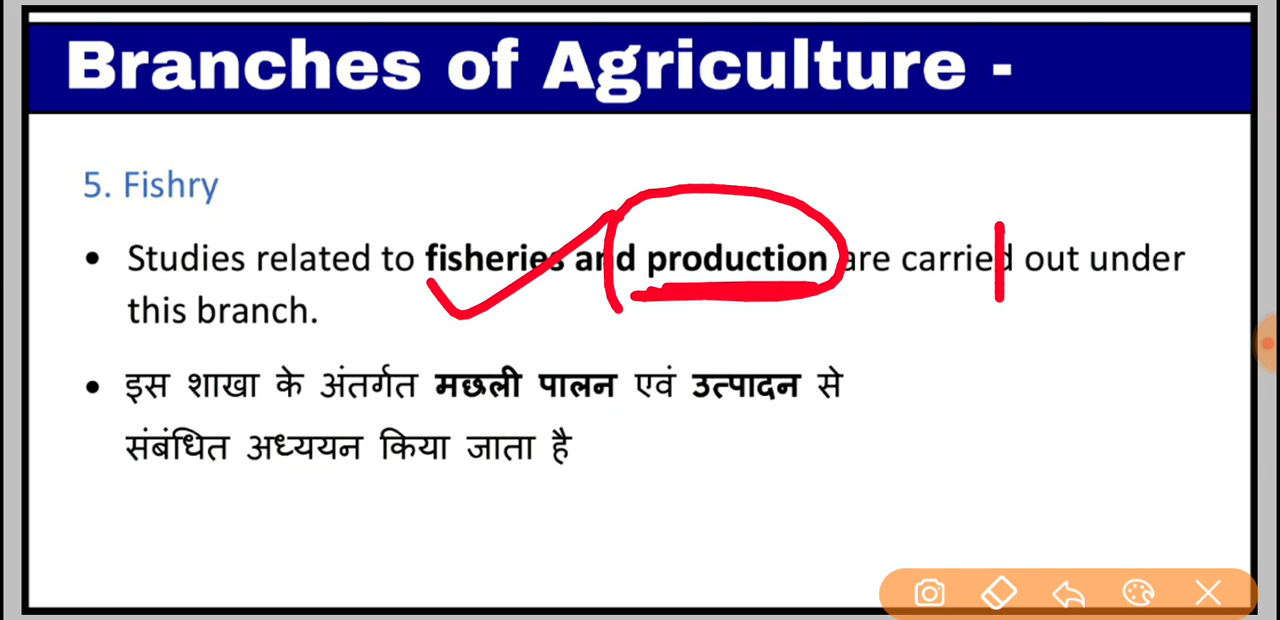 Branches of Agriculture -
5. Fishry
• Studies related to fisheries and production are carried out under
this branch.
• इस शाखा के अंतर्गत मछली पालन एवं उत्पादन से
संबंधित अध्ययन किया जाता है